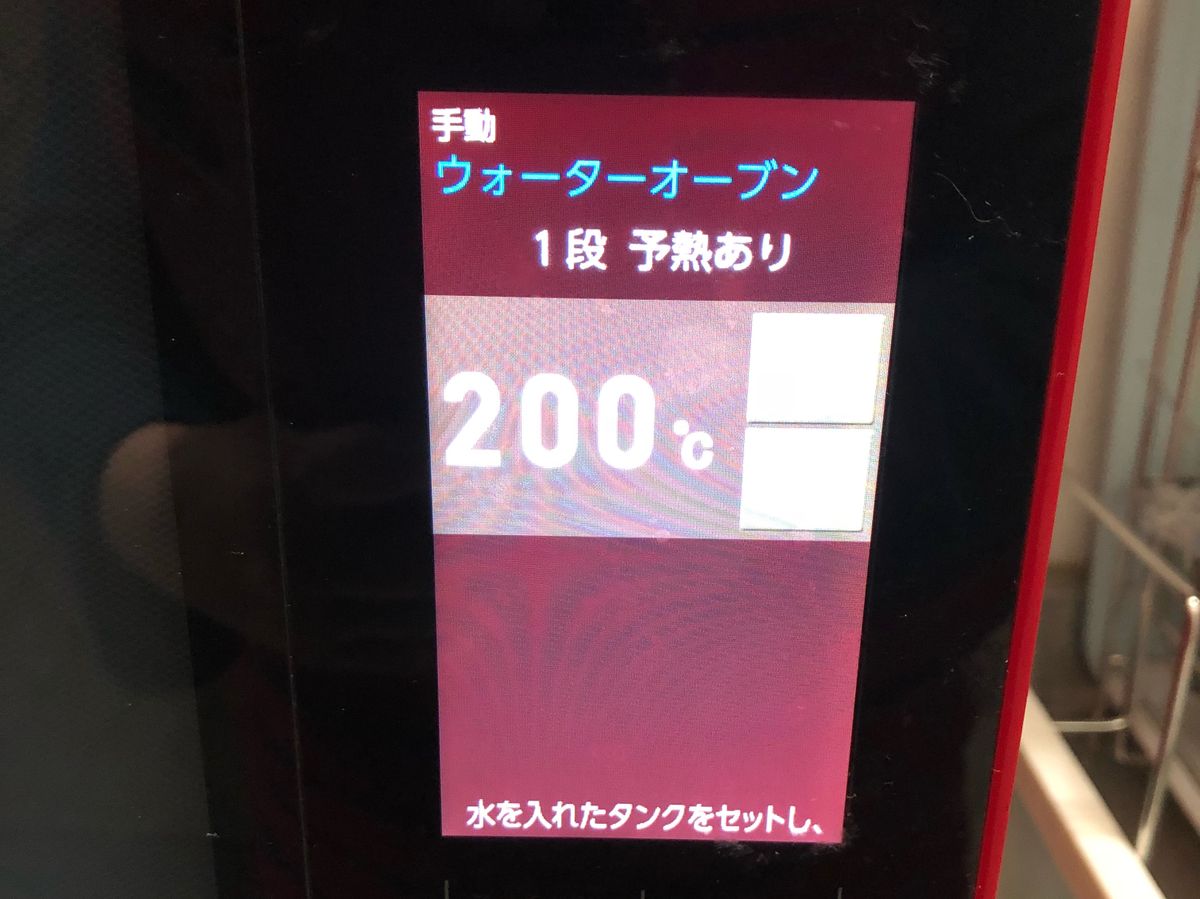 手動
ウォーターオーブン
1段 予熱あり
200℃
水を入れたタンクをセットし、